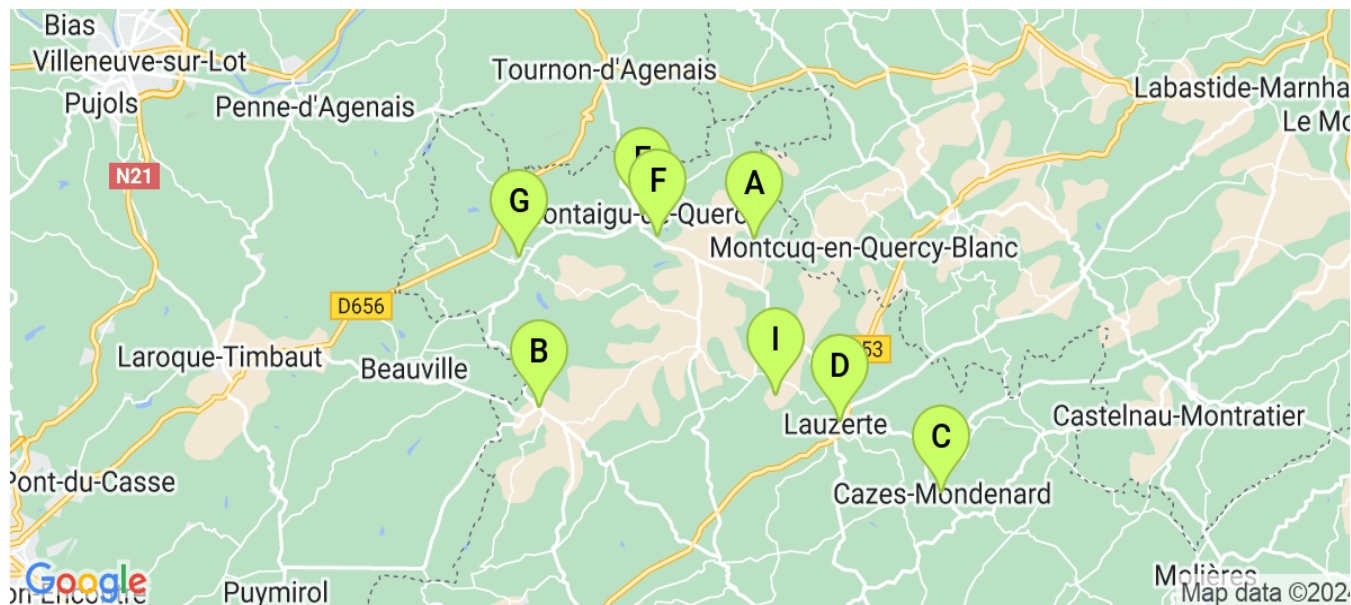 Bias
Villeneuve-sur-Lot
Tournon-d'Agenais
Pujols
Penne-d'Agenais
Labastide-Marnha
Le Mo
N21
F
A
G
Montcuq-en-Quercy-Blanc
D656
Laroque-Timbaut
Beauville
B
I
D
53
Lauzerte
Castelnau-Montratier
C
Pont-du-Casse
Cazes-Mondenard
Google
Puymirol
Molières
Map data ©2024